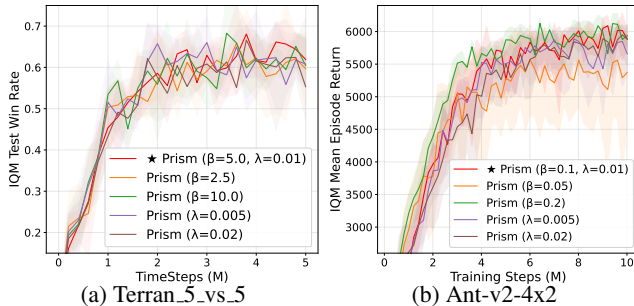 IQM Test Win Rate
0.7
0.6
0.5
0.4
0.3
0.2
★ Prism (β=5.0, λ=0.01)
Prism (β=2.5)
Prism (β=10.0)
Prism (λ=0.005)
Prism (λ=0.02)
0 1 2 3 4 5
TimeSteps (M)
(a) Terran_5_vs_5
IQM Mean Episode Return
6000
5500
5000
4500
4000
3500
3000
★ Prism (β=0.1, λ=0.01)
Prism (β=0.05)
Prism (β=0.2)
Prism (λ=0.005)
Prism (λ=0.02)
0 2 4 6 8 10
Training Steps (M)
(b) Ant-v2-4x2